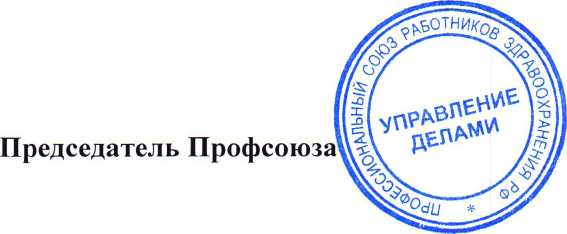 Председатель Профсоюза
ПРОФЕССИОНАЛЬНЫЙ СОЮЗ РАБОТНИКОВ ЗДРАВООХРАНЕНИЯ РФ *
УПРАВЛЕНИЕ
ДЕЛАМИ